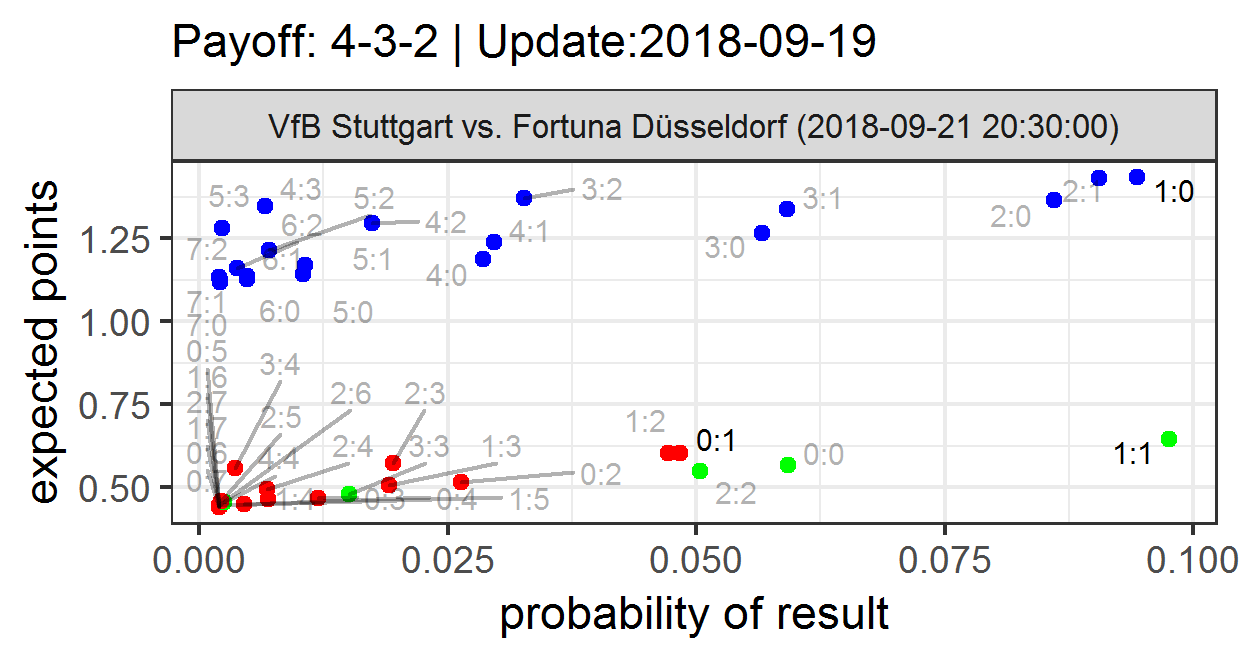 Payoff: 4-3-2 | Update:2018-09-19
VfB Stuttgart vs. Fortuna Düsseldorf (2018-09-21 20:30:00)
expected points
1.25
1.00
0.75
0.50
5:3 4:3 5:2 3:2 3:1 2:1 1:0
6:2 4:2 4:1 2:0
7:2 6:1 5:1 4:0 3:0
7:1 6:0 5:0
7:0
0:5 3:4
1:6 2:6 2:3
2:7 2:5 1:2
1:7 2:4 3:3 1:3 0:1 0:0 1:1
0:6 4:4 0:2
0:7 1:4 0:3 0:4 1:5 2:2
0.000 0.025 0.050 0.075 0.100
probability of result